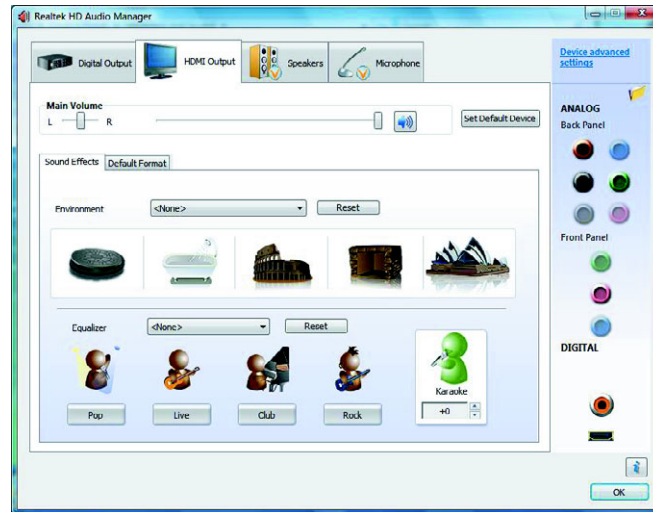 Realtek HD Audio Manager
Digital Output
HDMI Output
Speakers
Microphone
Device advanced
settings
Main Volume
L
R
Set Default Device
ANALOG
Back Panel
Sound Effects
Default Format
Environment
<None>
Reset
Front Panel
Equalizer
<None>
Reset
DIGITAL
Karaoke
Pop
Live
Club
Rock
+0
OK